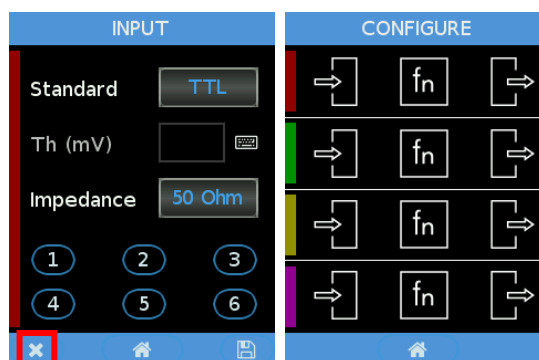 INPUT
Standard TTL
Th (mV)
Impedance 50 Ohm
1 2 3
4 5 6
CONFIGURE
fn
fn
fn
fn